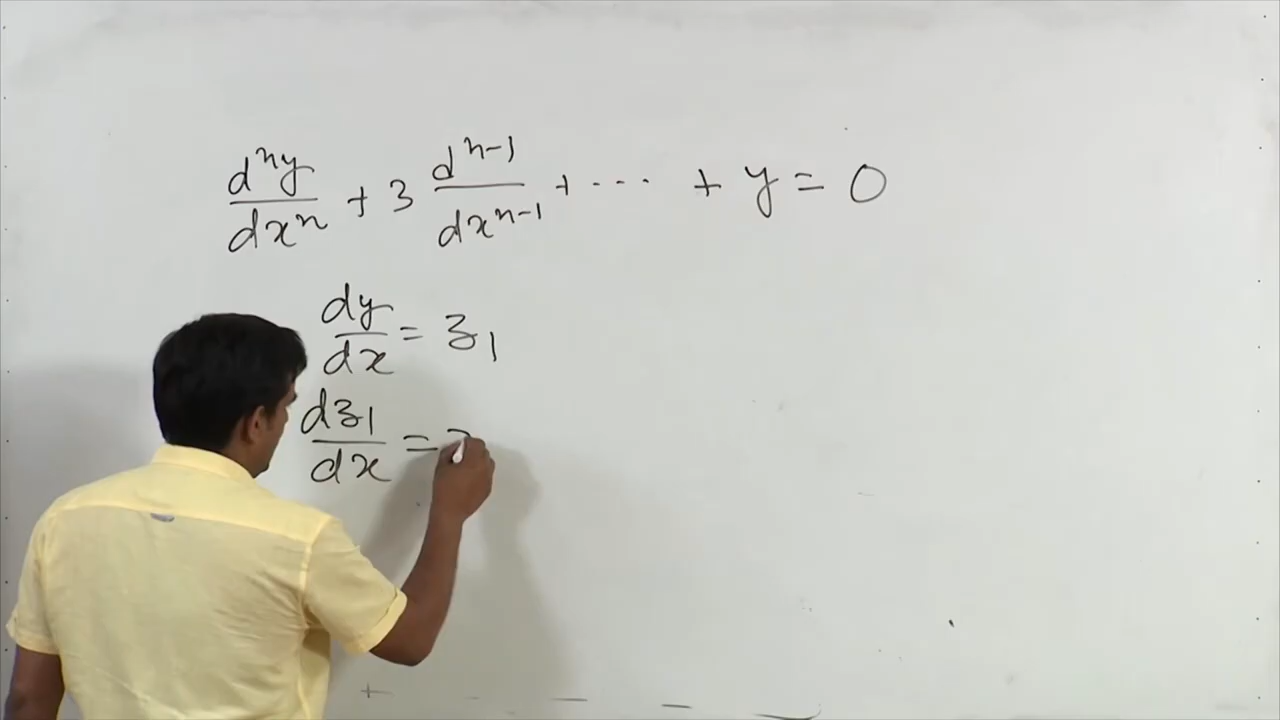 dⁿy/dxⁿ + 3 dⁿ⁻¹/dxⁿ⁻¹ + ··· + y = 0
dy/dx = z₁
dz₁/dx =